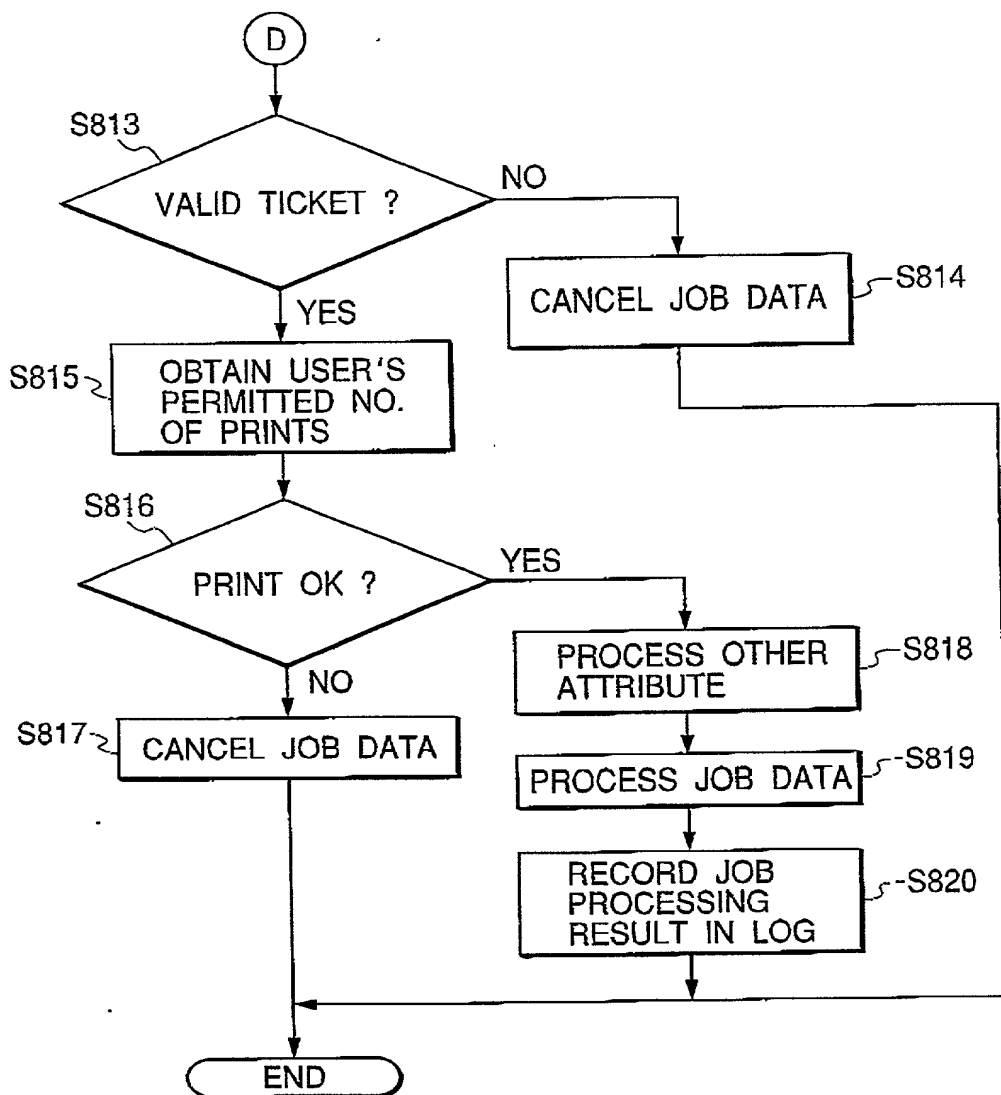 D
S813
VALID TICKET ?
NO
YES
CANCEL JOB DATA
S814
S815
OBTAIN USER'S
PERMITTED NO.
OF PRINTS
S816
PRINT OK ?
YES
NO
PROCESS OTHER
ATTRIBUTE
S818
S817
CANCEL JOB DATA
PROCESS JOB DATA
S819
RECORD JOB
PROCESSING
RESULT IN LOG
S820
END